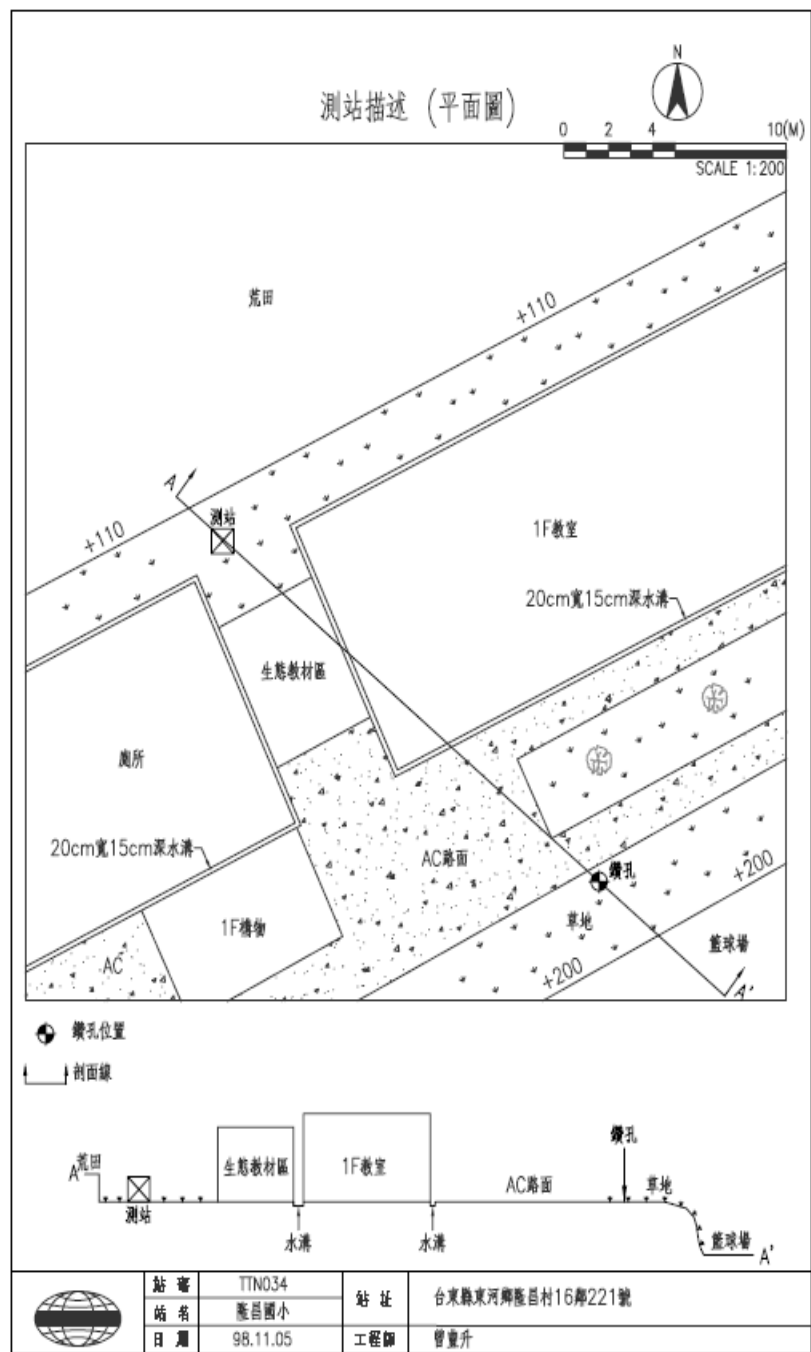 N
測站描述 (平面圖)
0 2 4 10(M)
SCALE 1:200
荒田
+110
+110
A
測站
1F教室
20cm寬15cm深水溝
生態教材區
廁所
20cm寬15cm深水溝
AC路面
鑽孔
+200
1F構物
草地
籃球場
AC
+200
A'
鑽孔位置
剖面線
鑽孔
荒田
A
生態教材區
1F教室
AC路面
草地
測站
水溝
水溝
籃球場
A'
站碼 TTN034 站址 台東縣東河鄉隆昌村16鄰221號
站名 隆昌國小
日期 98.11.05 工程師 曾靈升